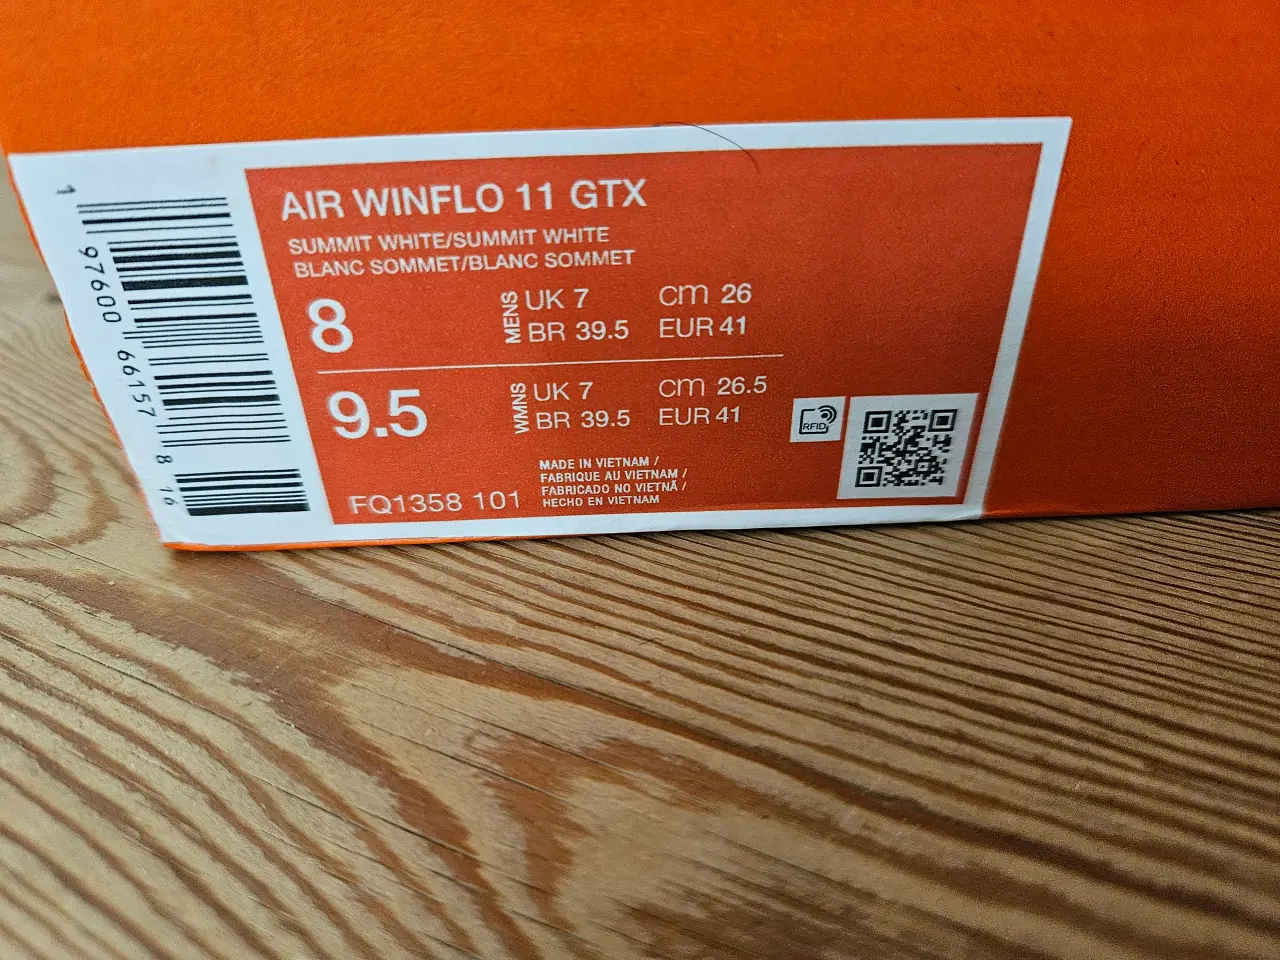 AIR WINFLO 11 GTX
SUMMIT WHITE/SUMMIT WHITE
BLANC SOMMET/BLANC SOMMET
8
MENS
UK 7 cm 26
BR 39.5 EUR 41
9.5
WMNS
UK 7 cm 26.5
BR 39.5 EUR 41
MADE IN VIETNAM /
FABRIQUE AU VIETNAM /
FABRICADO NO VIETNÃ /
HECHO EN VIETNAM
FQ1358 101
RFID
1 97600 66157 8 16